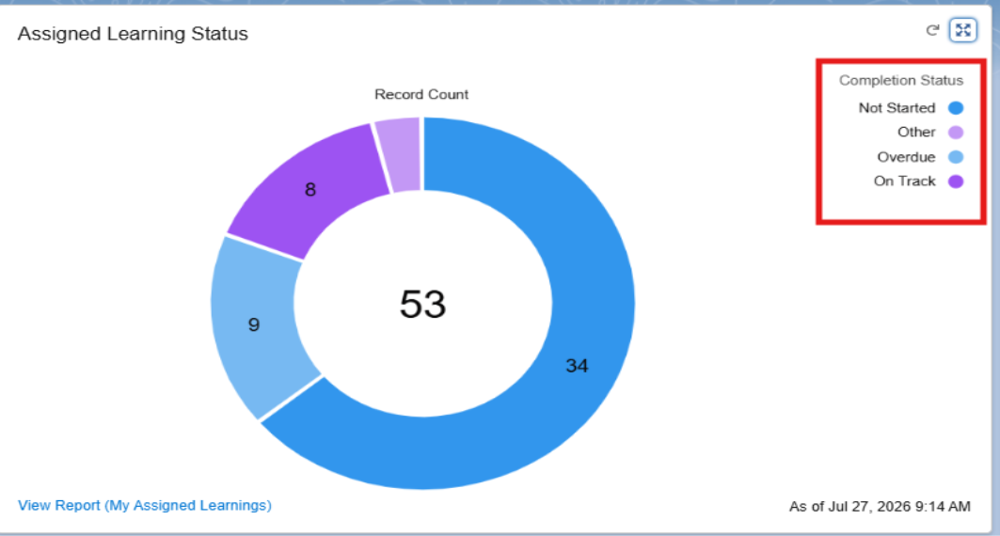 Assigned Learning Status
Record Count
Completion Status
Not Started
Other
Overdue
On Track
8
9
53
34
View Report (My Assigned Learnings)
As of Jul 27, 2026 9:14 AM